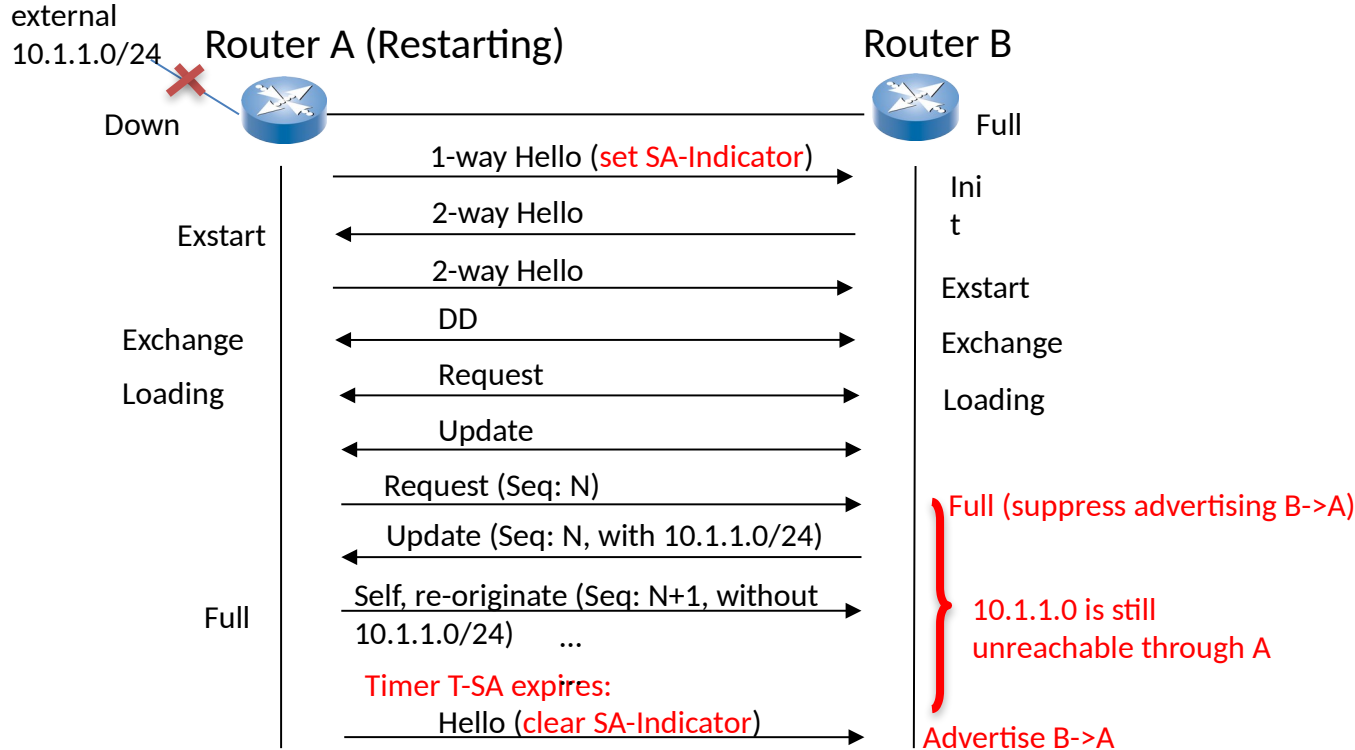 external
10.1.1.0/24
Router A (Restarting)
Router B
Down
Full
1-way Hello (set SA-Indicator)
Ini
t
2-way Hello
Exstart
2-way Hello
Exstart
DD
Exchange
Exchange
Request
Loading
Loading
Update
Request (Seq: N)
Full (suppress advertising B->A)
Update (Seq: N, with 10.1.1.0/24)
Self, re-originate (Seq: N+1, without
10.1.1.0/24)
...
Full
10.1.1.0 is still
unreachable through A
...
Timer T-SA expires:
Hello (clear SA-Indicator)
Advertise B->A